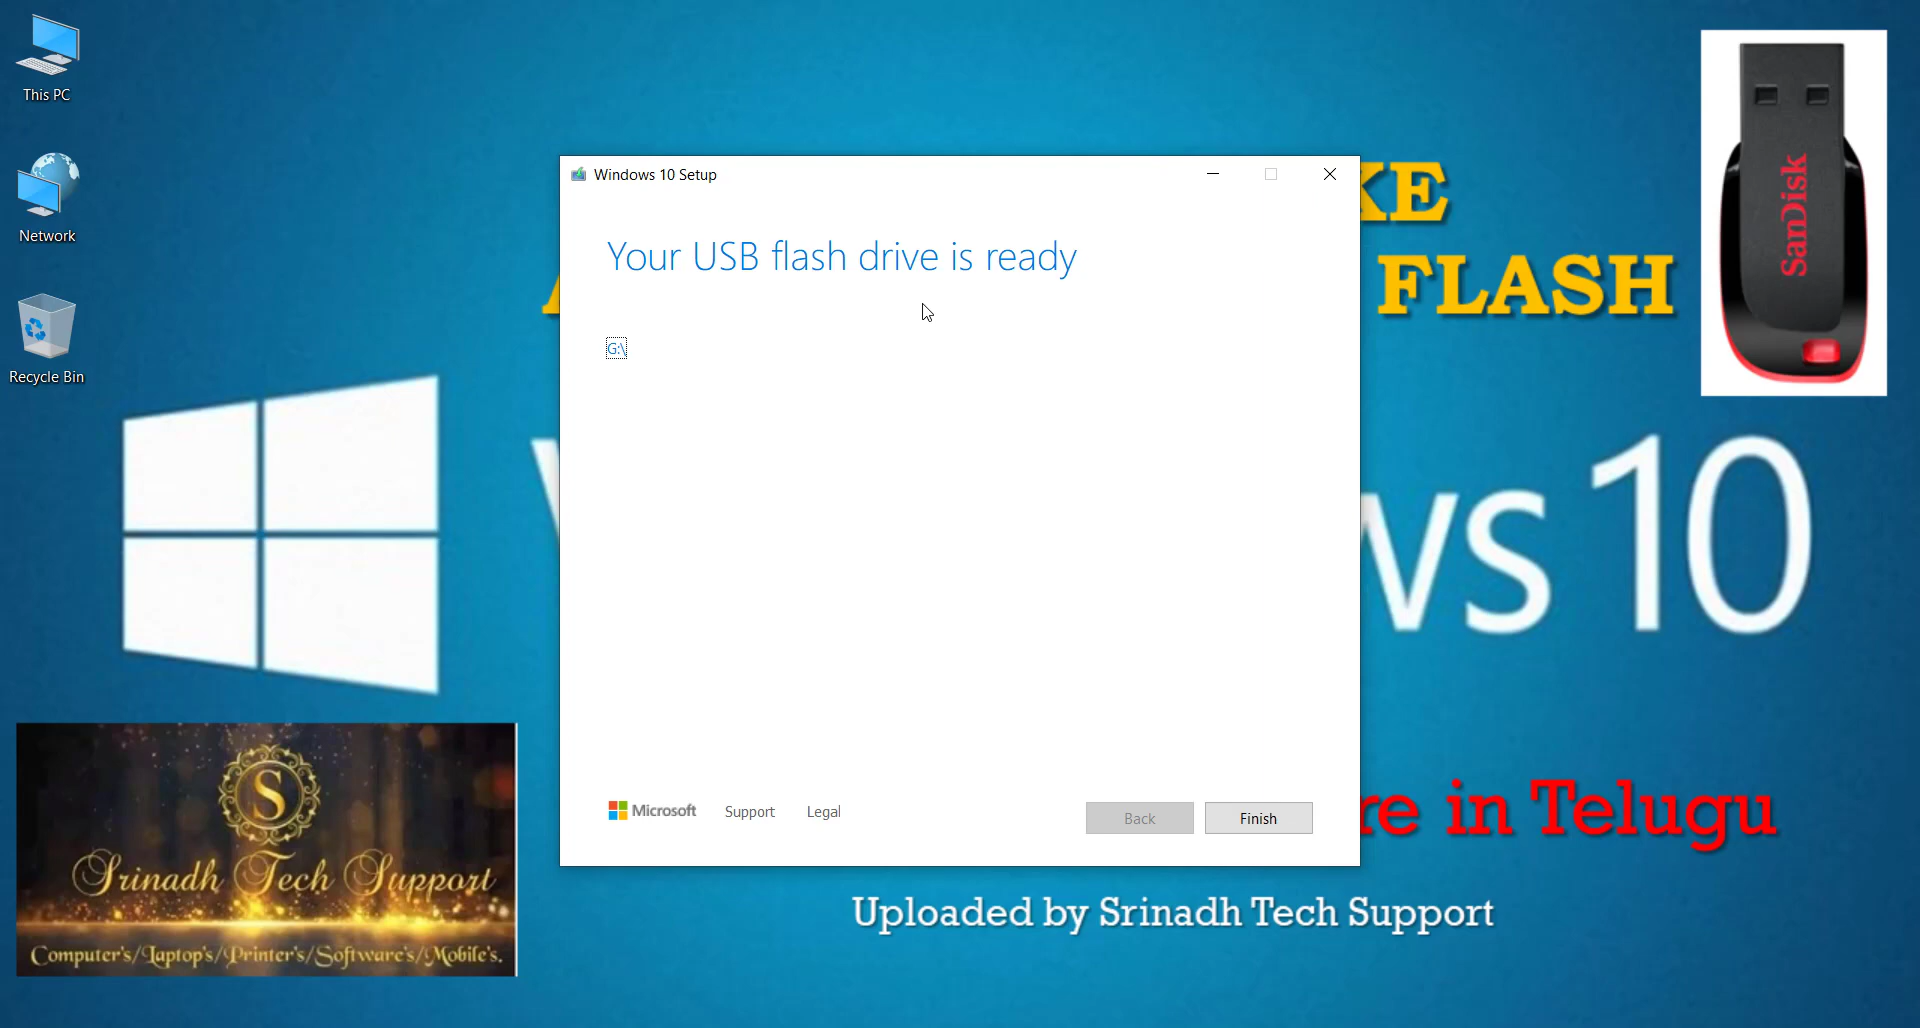 This PC
Network
Recycle Bin
Windows 10 Setup
Your USB flash drive is ready
G:\
Microsoft
Support
Legal
Back
Finish
KE
FLASH
SanDisk
ws 10
re in Telugu
Uploaded by Srinadh Tech Support
S
Srinadh Tech Support
Computer's/Laptop's/Printer's/Software's/Mobile's.